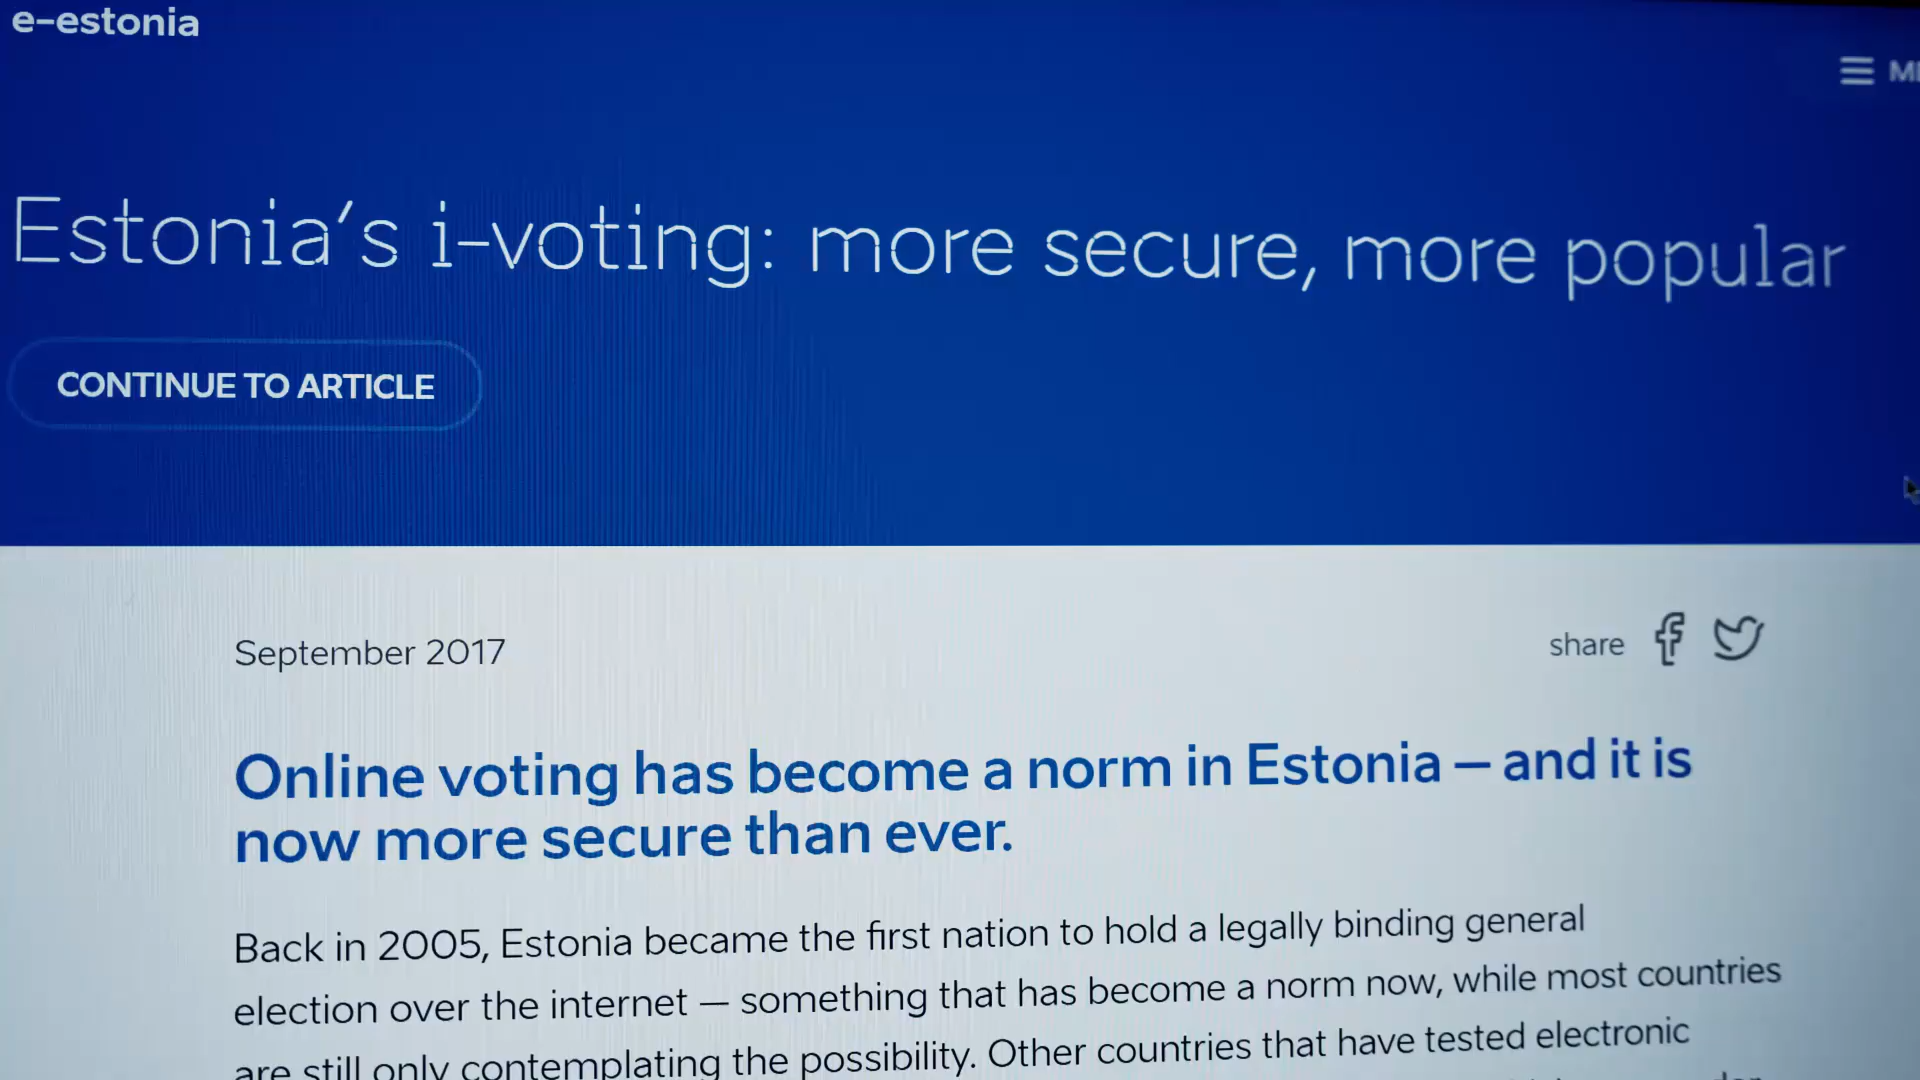 e-estonia
Estonia's i-voting: more secure, more popular
CONTINUE TO ARTICLE
September 2017
share
Online voting has become a norm in Estonia – and it is
now more secure than ever.
Back in 2005, Estonia became the first nation to hold a legally binding general
election over the internet — something that has become a norm now, while most countries
are still only contemplating the possibility. Other countries that have tested electronic